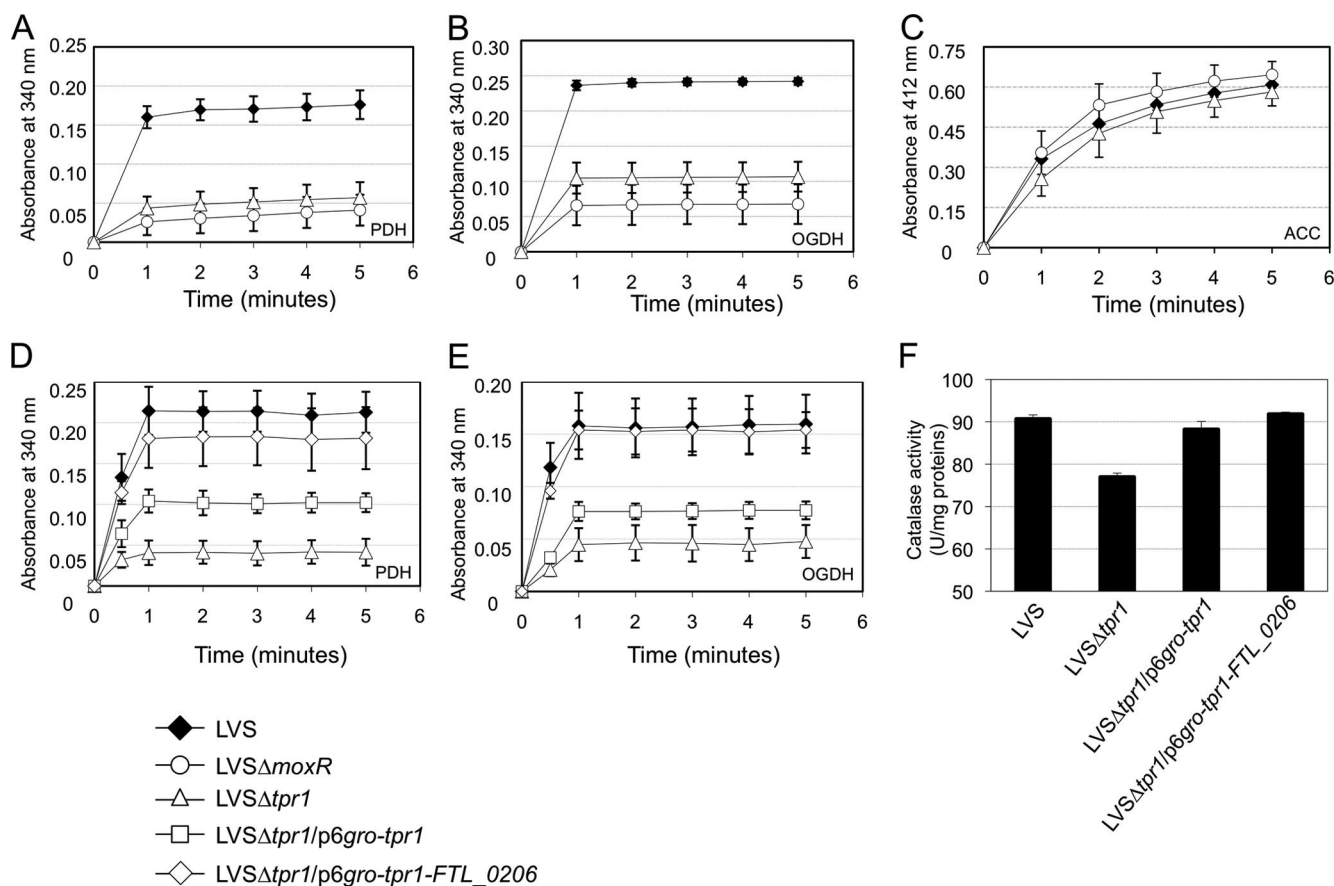 A
0.25
0.20
0.15
0.10
0.05
0
Absorbance at 340 nm
PDH
0 1 2 3 4 5 6
Time (minutes)
B
0.30
0.25
0.20
0.15
0.10
0.05
0
Absorbance at 340 nm
OGDH
0 1 2 3 4 5 6
Time (minutes)
C
0.75
0.60
0.45
0.30
0.15
Absorbance at 412 nm
ACC
0 1 2 3 4 5 6
Time (minutes)
D
0.25
0.20
0.15
0.10
0.05
0
Absorbance at 340 nm
PDH
0 1 2 3 4 5 6
Time (minutes)
E
0.20
0.15
0.10
0.05
0
Absorbance at 340 nm
OGDH
0 1 2 3 4 5 6
Time (minutes)
F
100
90
80
70
60
50
Catalase activity
(U/mg proteins)
LVS
LVSΔtpr1
LVSΔtpr1/p6gro-tpr1
LVSΔtpr1/p6gro-tpr1-FTL_0206
LVS
LVSΔmoxR
LVSΔtpr1
LVSΔtpr1/p6gro-tpr1
LVSΔtpr1/p6gro-tpr1-FTL_0206